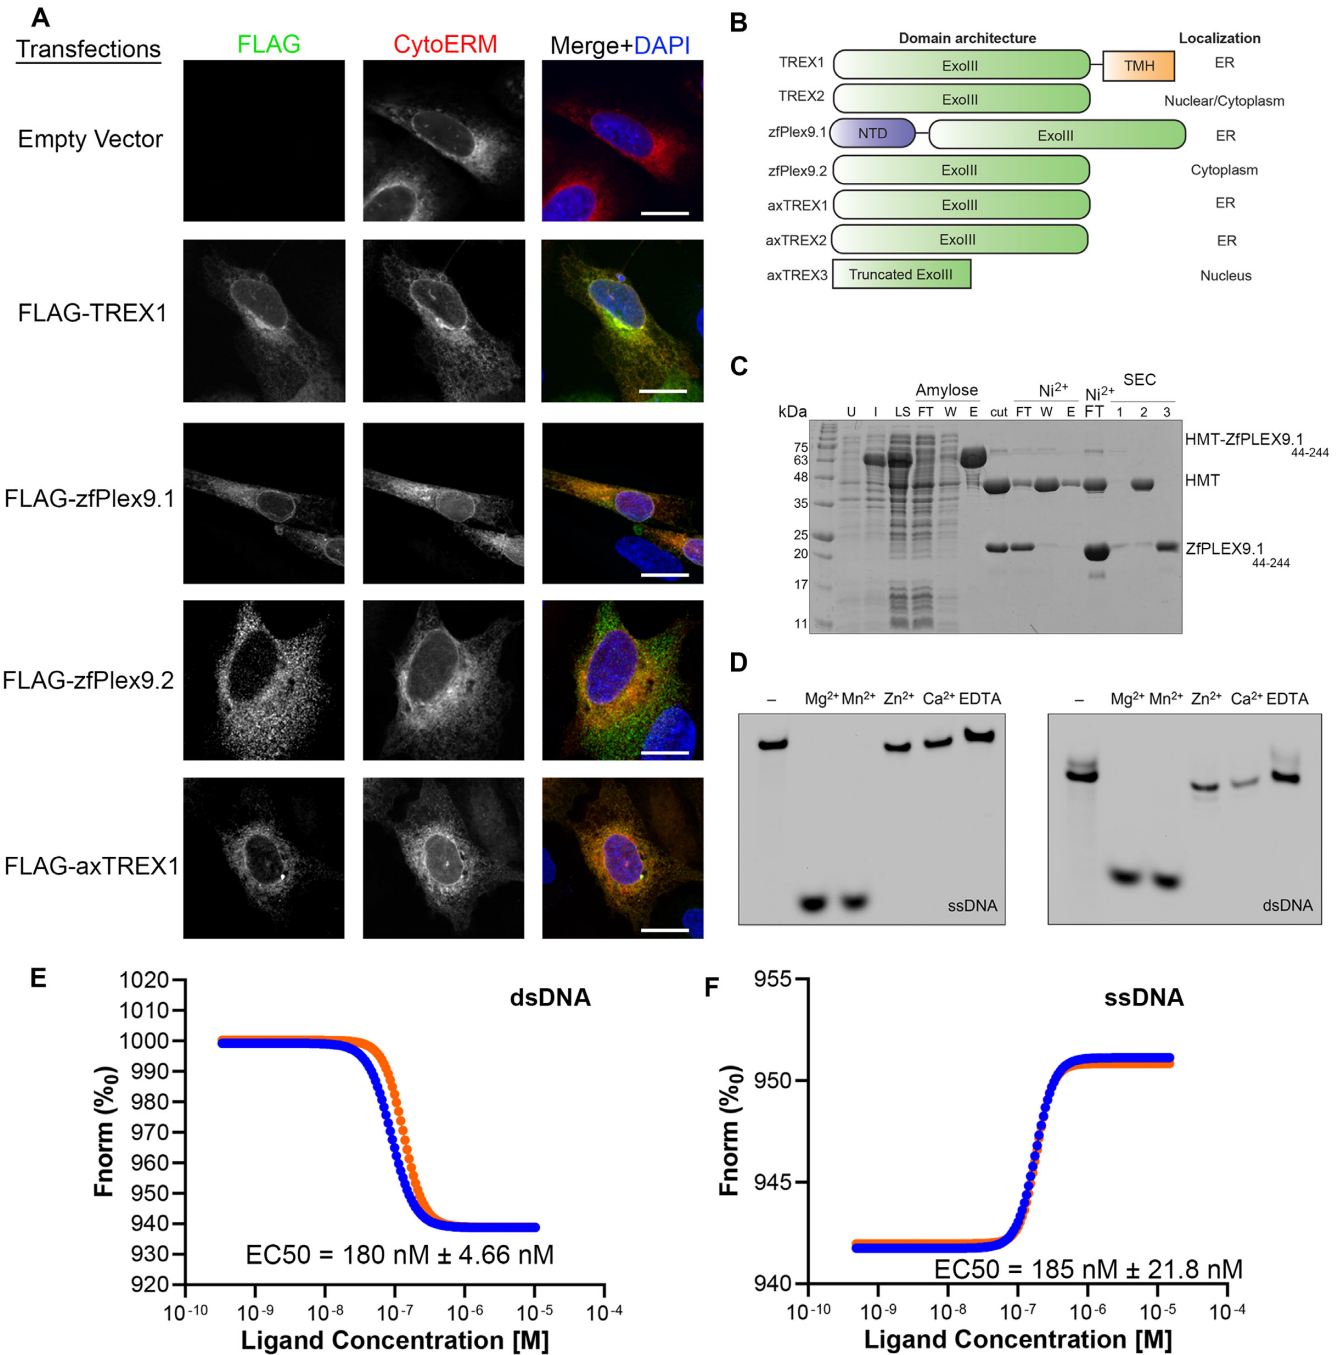 A
Transfections FLAG CytoERM Merge+DAPI
Empty Vector
FLAG-TREX1
FLAG-zfPlex9.1
FLAG-zfPlex9.2
FLAG-axTREX1
B
Domain architecture Localization
TREX1 ExoIII TMH ER
TREX2 ExoIII Nuclear/Cytoplasm
zfPlex9.1 NTD ExoIII ER
zfPlex9.2 ExoIII Cytoplasm
axTREX1 ExoIII ER
axTREX2 ExoIII ER
axTREX3 Truncated ExoIII Nucleus
C
Amylose Ni²⁺ Ni²⁺ SEC
kDa U I LS FT W E cut FT W E FT 1 2 3
75
63
48
35
25
20
17
11
HMT-ZfPLEX9.1 44-244
HMT
ZfPLEX9.1 44-244
D
– Mg²⁺ Mn²⁺ Zn²⁺ Ca²⁺ EDTA
ssDNA
– Mg²⁺ Mn²⁺ Zn²⁺ Ca²⁺ EDTA
dsDNA
E
dsDNA
Fnorm (‰)
1020
1010
1000
990
980
970
960
950
940
930
920
EC50 = 180 nM ± 4.66 nM
10⁻¹⁰ 10⁻⁹ 10⁻⁸ 10⁻⁷ 10⁻⁶ 10⁻⁵ 10⁻⁴
Ligand Concentration [M]
F
ssDNA
Fnorm (‰)
955
950
945
940
EC50 = 185 nM ± 21.8 nM
10⁻¹⁰ 10⁻⁹ 10⁻⁸ 10⁻⁷ 10⁻⁶ 10⁻⁵ 10⁻⁴
Ligand Concentration [M]